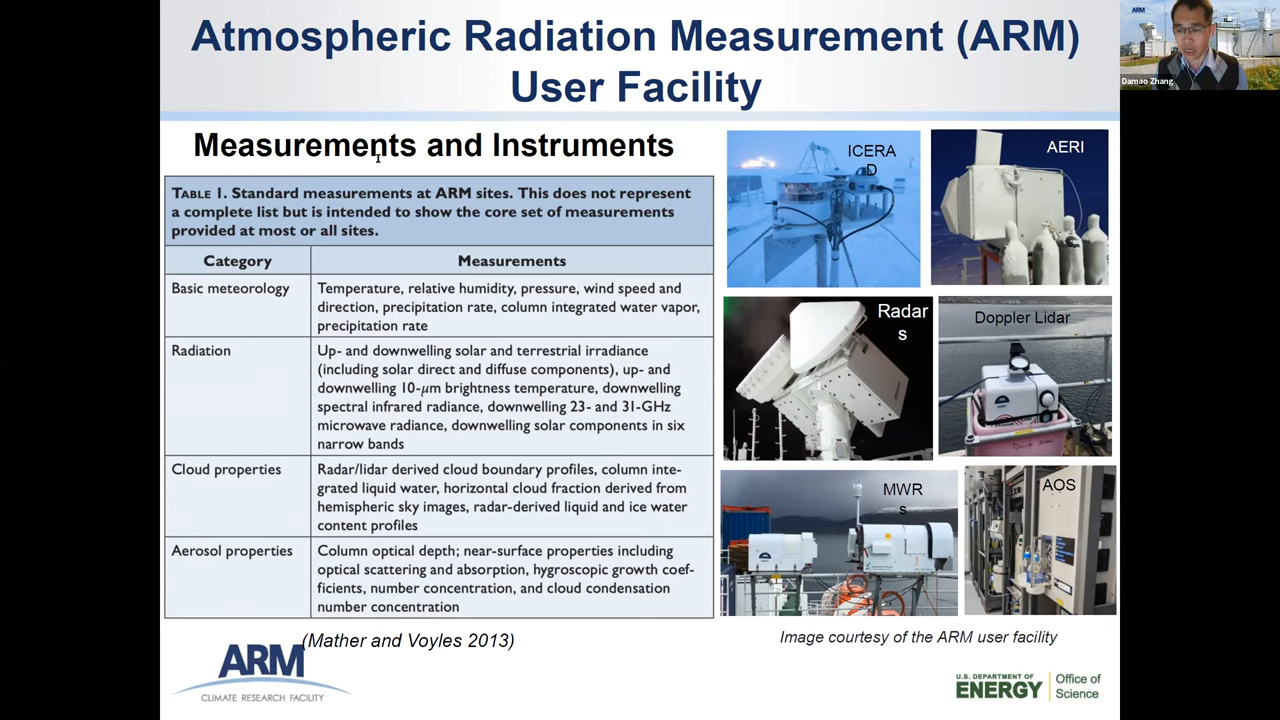 Atmospheric Radiation Measurement (ARM)
User Facility
Measurements and Instruments
TABLE 1. Standard measurements at ARM sites. This does not represent
a complete list but is intended to show the core set of measurements
provided at most or all sites.
Category
Measurements
Basic meteorology
Temperature, relative humidity, pressure, wind speed and
direction, precipitation rate, column integrated water vapor,
precipitation rate
Radiation
Up- and downwelling solar and terrestrial irradiance
(including solar direct and diffuse components), up- and
downwelling 10-μm brightness temperature, downwelling
spectral infrared radiance, downwelling 23- and 31-GHz
microwave radiance, downwelling solar components in six
narrow bands
Cloud properties
Radar/lidar derived cloud boundary profiles, column inte-
grated liquid water, horizontal cloud fraction derived from
hemispheric sky images, radar-derived liquid and ice water
content profiles
Aerosol properties
Column optical depth; near-surface properties including
optical scattering and absorption, hygroscopic growth coef-
ficients, number concentration, and cloud condensation
number concentration
(Mather and Voyles 2013)
ICERA
D
AERI
Radar
s
Doppler Lidar
MWR
s
AOS
Image courtesy of the ARM user facility
ARM
CLIMATE RESEARCH FACILITY
U.S. DEPARTMENT OF
ENERGY
Office of
Science
ARM
Damao Zhang